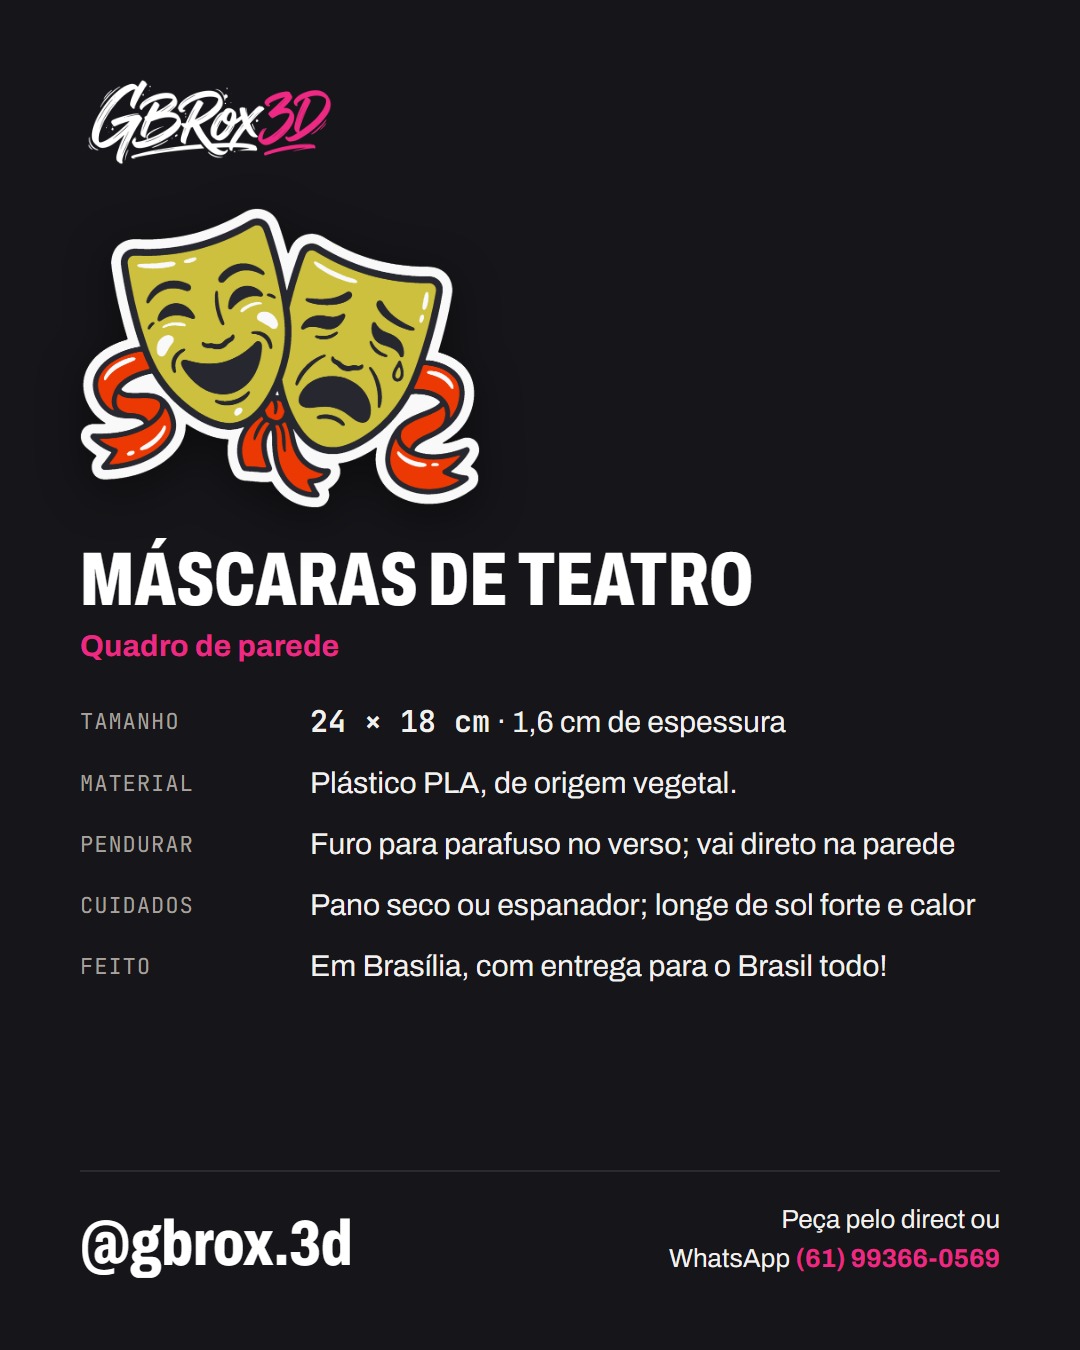 GBRox3D
MÁSCARAS DE TEATRO
Quadro de parede
TAMANHO 24 × 18 cm · 1,6 cm de espessura
MATERIAL Plástico PLA, de origem vegetal.
PENDURAR Furo para parafuso no verso; vai direto na parede
CUIDADOS Pano seco ou espanador; longe de sol forte e calor
FEITO Em Brasília, com entrega para o Brasil todo!
@gbrox.3d
Peça pelo direct ou
WhatsApp (61) 99366-0569